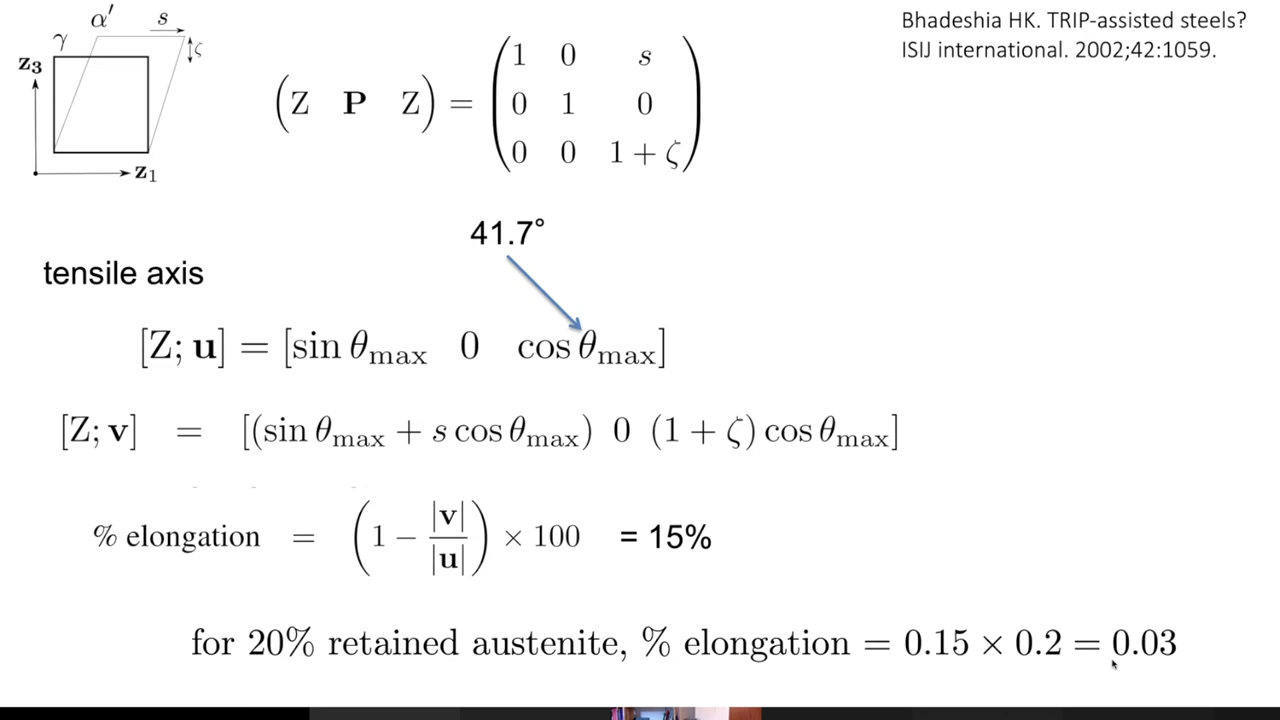 α′ s
γ ζ
z₃
z₁
Bhadeshia HK. TRIP-assisted steels?
ISIJ international. 2002;42:1059.
(Z P Z) = (1 0 s
0 1 0
0 0 1 + ζ)
41.7°
tensile axis
[Z; u] = [sin θmax 0 cos θmax]
[Z; v] = [(sin θmax + s cos θmax) 0 (1 + ζ) cos θmax]
% elongation = (1 − |v|/|u|) × 100 = 15%
for 20% retained austenite, % elongation = 0.15 × 0.2 = 0.03